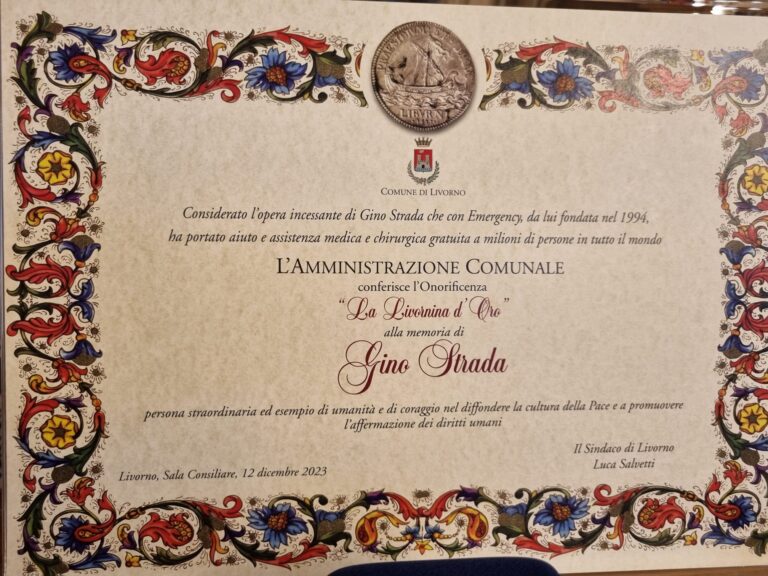 LIBVRNI
COMUNE DI LIVORNO
Considerato l'opera incessante di Gino Strada che con Emergency, da lui fondata nel 1994,
ha portato aiuto e assistenza medica e chirurgica gratuita a milioni di persone in tutto il mondo
L'AMMINISTRAZIONE COMUNALE
conferisce l'Onorificenza
"La Livornina d'Oro"
alla memoria di
Gino Strada
persona straordinaria ed esempio di umanità e di coraggio nel diffondere la cultura della Pace e a promuovere
l'affermazione dei diritti umani
Il Sindaco di Livorno
Luca Salvetti
Livorno, Sala Consiliare, 12 dicembre 2023